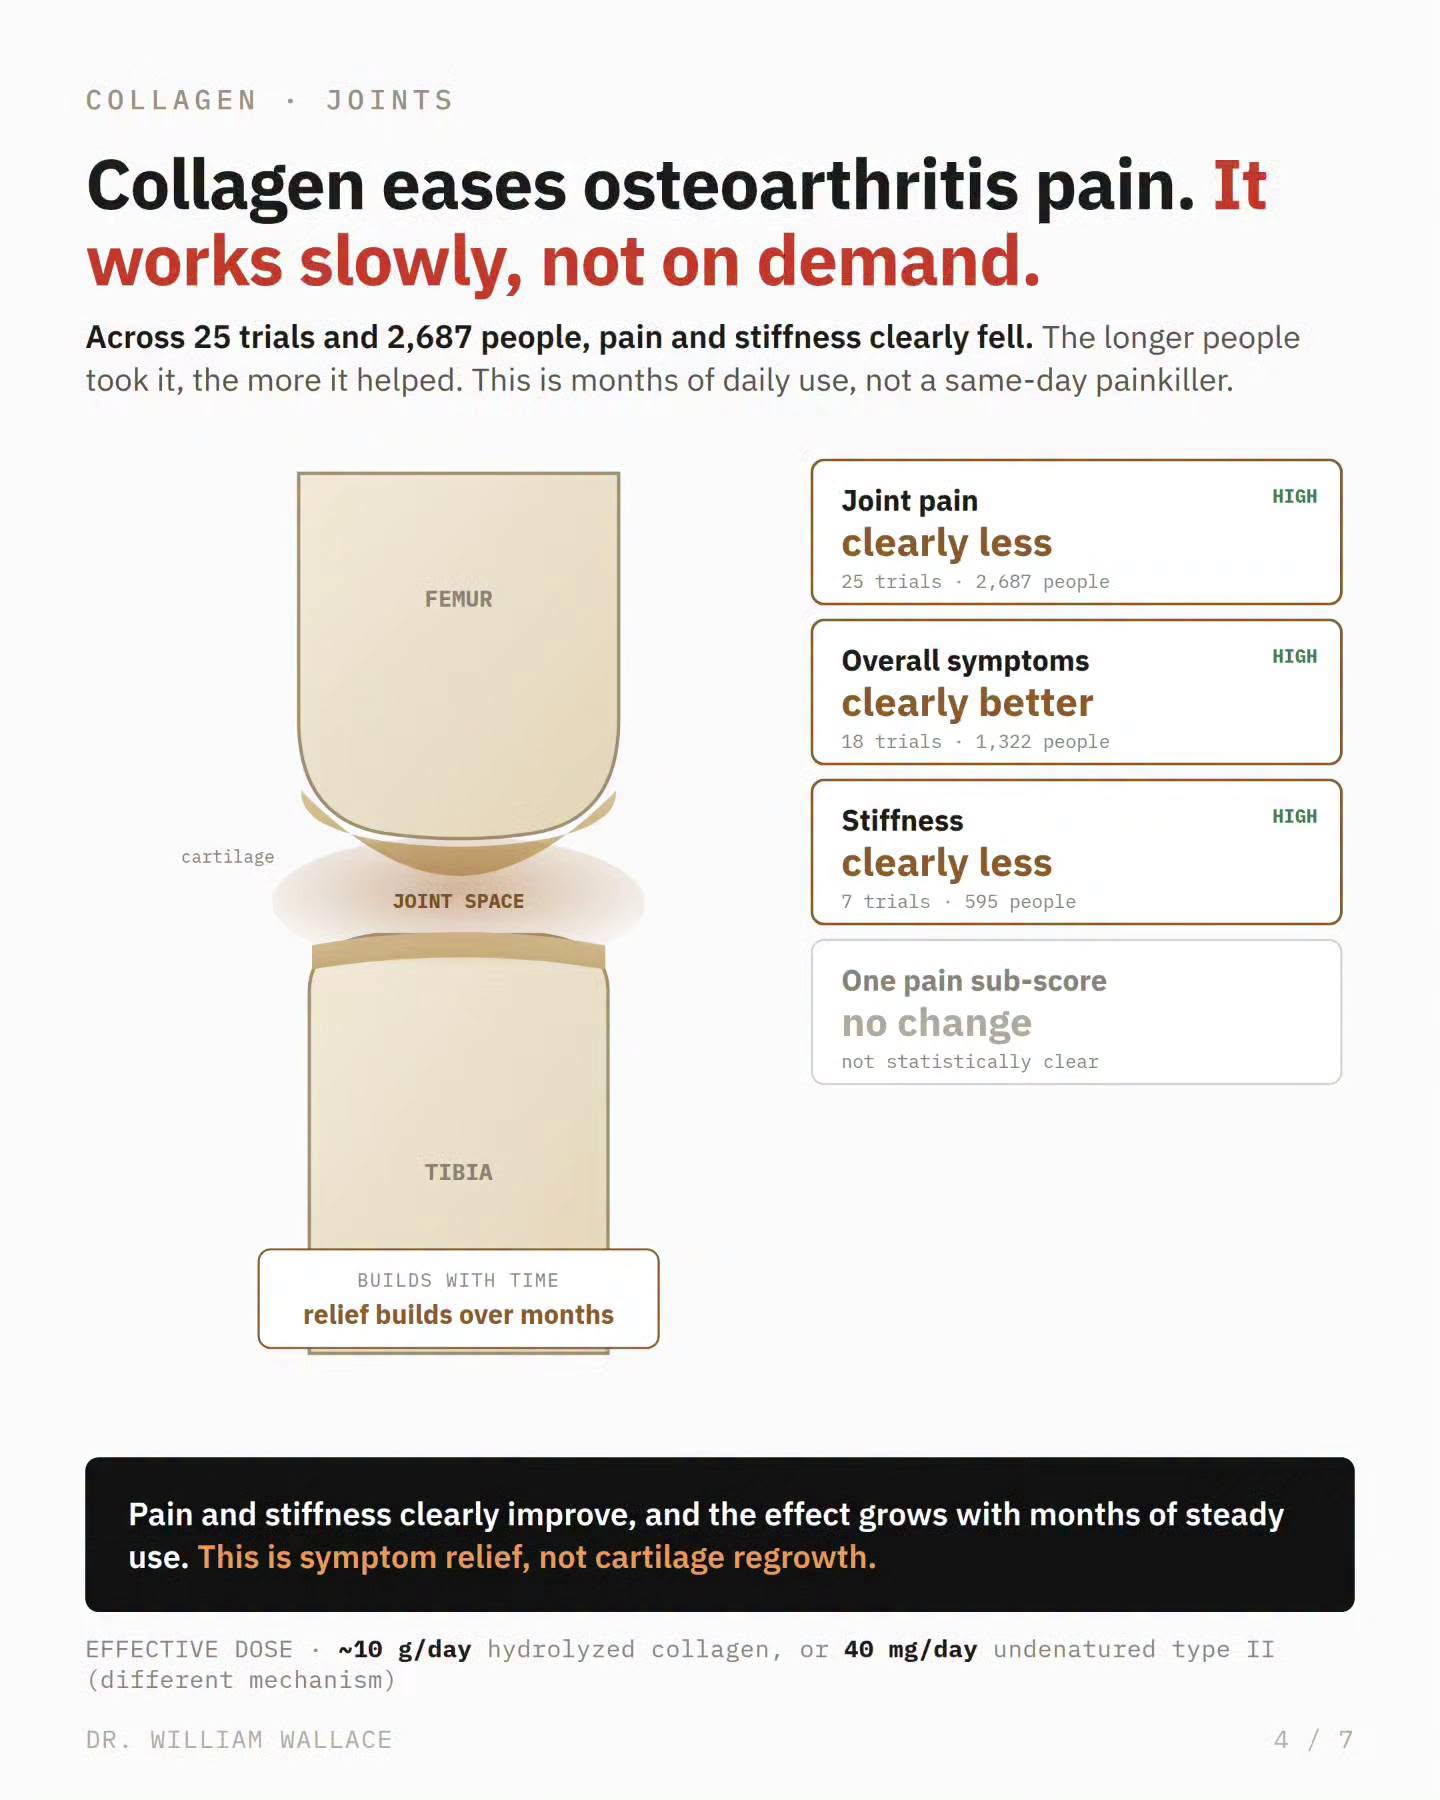 COLLAGEN · JOINTS
Collagen eases osteoarthritis pain. It
works slowly, not on demand.
Across 25 trials and 2,687 people, pain and stiffness clearly fell. The longer people
took it, the more it helped. This is months of daily use, not a same-day painkiller.
FEMUR
cartilage
JOINT SPACE
TIBIA
BUILDS WITH TIME
relief builds over months
Joint pain
HIGH
clearly less
25 trials · 2,687 people
Overall symptoms
HIGH
clearly better
18 trials · 1,322 people
Stiffness
HIGH
clearly less
7 trials · 595 people
One pain sub-score
no change
not statistically clear
Pain and stiffness clearly improve, and the effect grows with months of steady
use. This is symptom relief, not cartilage regrowth.
EFFECTIVE DOSE · ~10 g/day hydrolyzed collagen, or 40 mg/day undenatured type II
(different mechanism)
DR. WILLIAM WALLACE
4 / 7